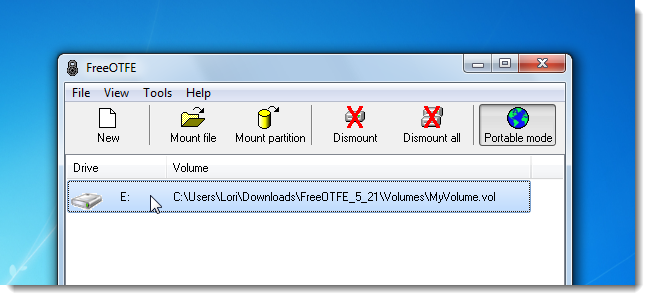 FreeOTFE
File View Tools Help
New Mount file Mount partition Dismount Dismount all Portable mode
Drive Volume
E: C:\Users\Lori\Downloads\FreeOTFE_5_21\Volumes\MyVolume.vol